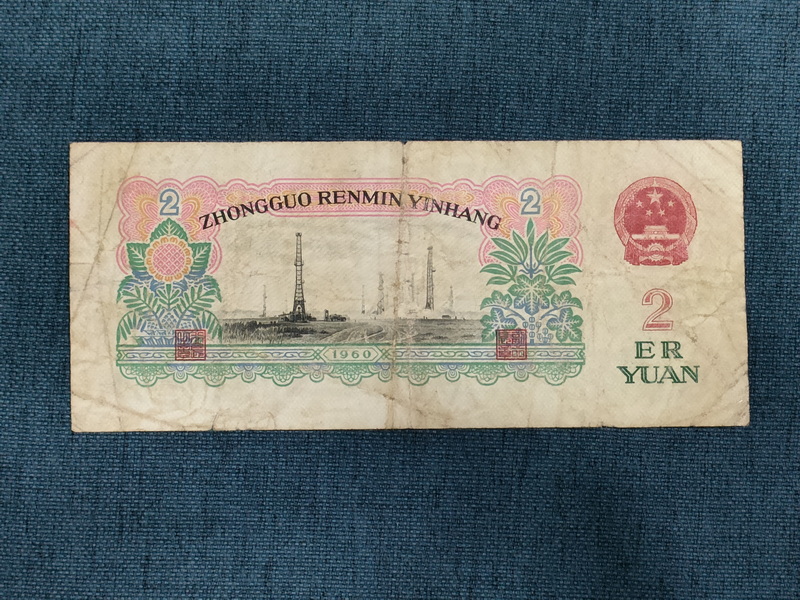 2 2
ZHONGGUO RENMIN YINHANG
1960
2
ER
YUAN